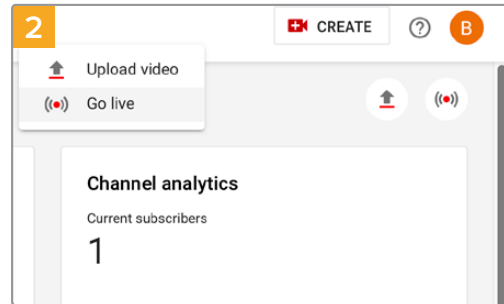 2
CREATE
B
Upload video
Go live
Channel analytics
Current subscribers
1